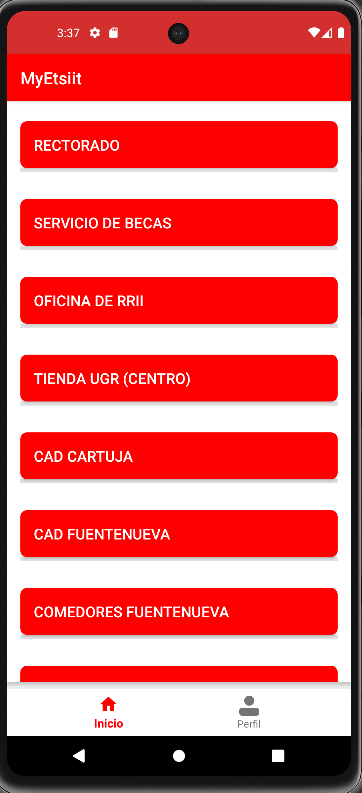 3:37
MyEtsiit
RECTORADO
SERVICIO DE BECAS
OFICINA DE RRII
TIENDA UGR (CENTRO)
CAD CARTUJA
CAD FUENTENUEVA
COMEDORES FUENTENUEVA
Inicio
Perfil